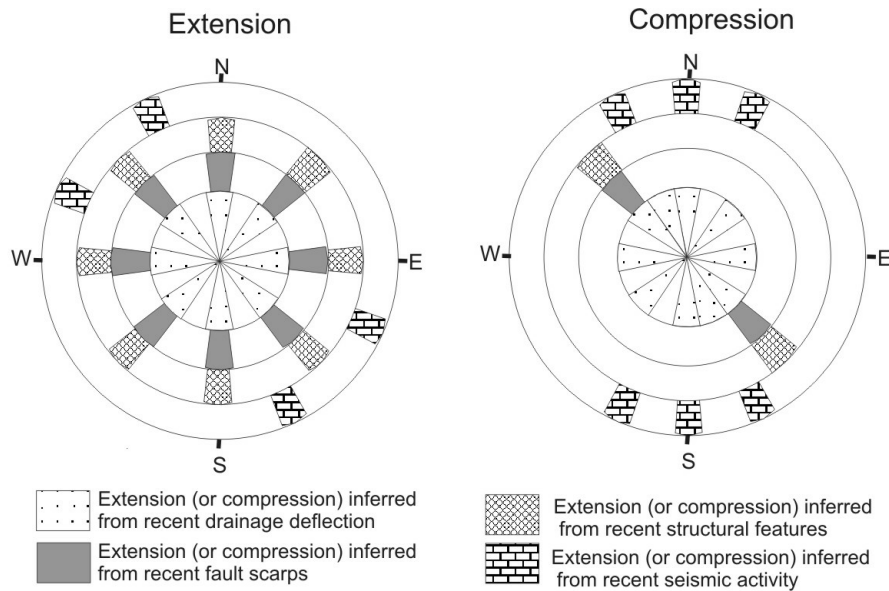 Extension
Compression
N
W
E
S
N
W
E
S
Extension (or compression) inferred
from recent drainage deflection
Extension (or compression) inferred
from recent fault scarps
Extension (or compression) inferred
from recent structural features
Extension (or compression) inferred
from recent seismic activity